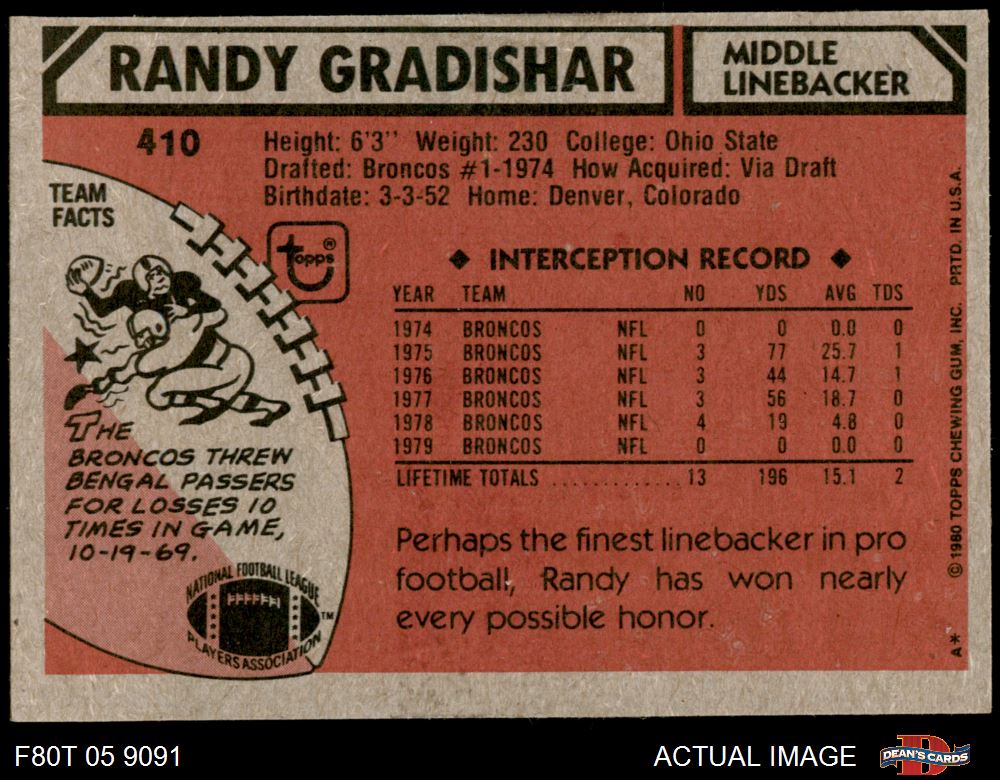 RANDY GRADISHAR
MIDDLE
LINEBACKER
410
Height: 6'3'' Weight: 230 College: Ohio State
Drafted: Broncos #1-1974 How Acquired: Via Draft
Birthdate: 3-3-52 Home: Denver, Colorado
TEAM
FACTS
topps®
◆ INTERCEPTION RECORD ◆
YEAR TEAM NO YDS AVG TDS
1974 BRONCOS NFL 0 0 0.0 0
1975 BRONCOS NFL 3 77 25.7 1
1976 BRONCOS NFL 3 44 14.7 1
1977 BRONCOS NFL 3 56 18.7 0
1978 BRONCOS NFL 4 19 4.8 0
1979 BRONCOS NFL 0 0 0.0 0
LIFETIME TOTALS ............ 13 196 15.1 2
THE
BRONCOS THREW
BENGAL PASSERS
FOR LOSSES 10
TIMES IN GAME,
10-19-69.
NATIONAL FOOTBALL LEAGUE
PLAYERS ASSOCIATION
TM
Perhaps the finest linebacker in pro
football, Randy has won nearly
every possible honor.
A* © 1980 TOPPS CHEWING GUM, INC. PRTD. IN U.S.A.
F80T 05 9091
ACTUAL IMAGE
DEAN'S CARDS